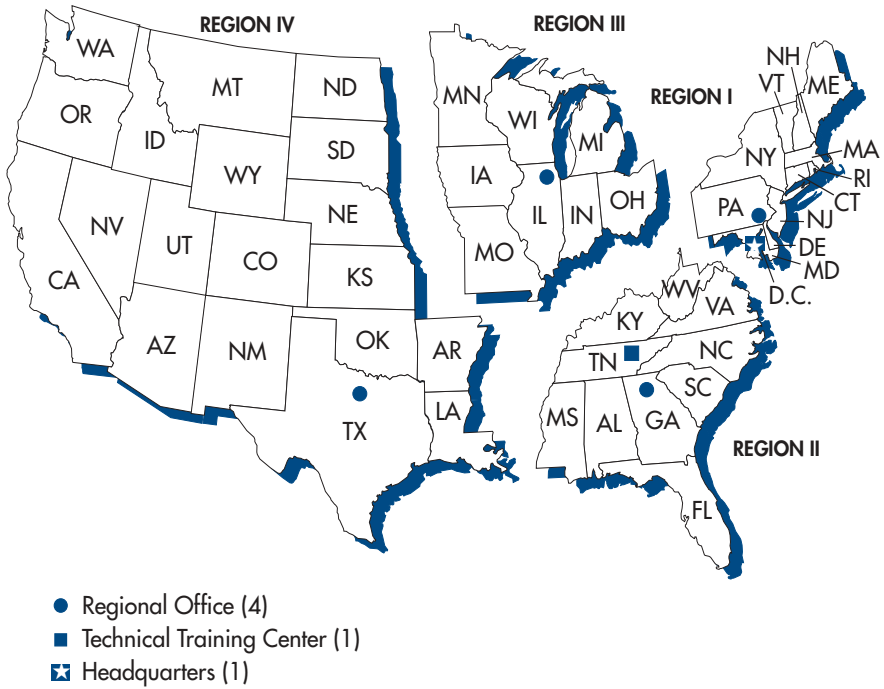 REGION IV
WA
MT
ND
OR
ID
SD
WY
NE
NV
UT
CO
KS
CA
AZ
NM
OK
TX
AR
LA
REGION III
MN
WI
MI
IA
IL
IN
OH
MO
REGION I
NH
VT
ME
NY
MA
RI
CT
PA
NJ
DE
MD
D.C.
WV
VA
KY
TN
NC
SC
MS
AL
GA
FL
REGION II
Regional Office (4)
Technical Training Center (1)
Headquarters (1)